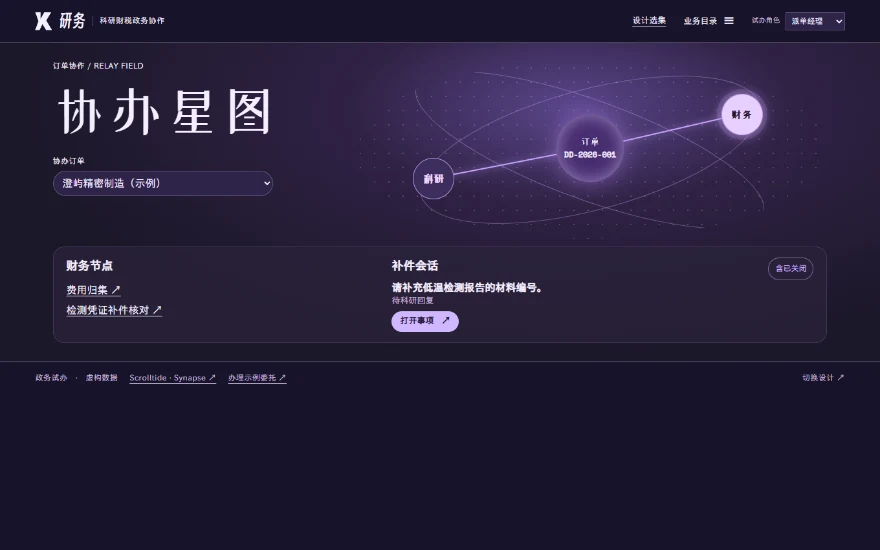 研务
科研财税政务协作
设计选集
业务目录
试办角色
派单经理
订单协作 / RELAY FIELD
协办星图
协办订单
澄屿精密制造（示例）
科研
订单
DD-2026-001
财务
财务节点
费用归集 ↗
检测凭证补件核对 ↗
补件会话
请补充低温检测报告的材料编号。
待科研回复
打开事项 ↗
含已关闭
政务试办 · 虚构数据 Scrolltide · Synapse ↗ 办理示例委托 ↗
切换设计 ↗